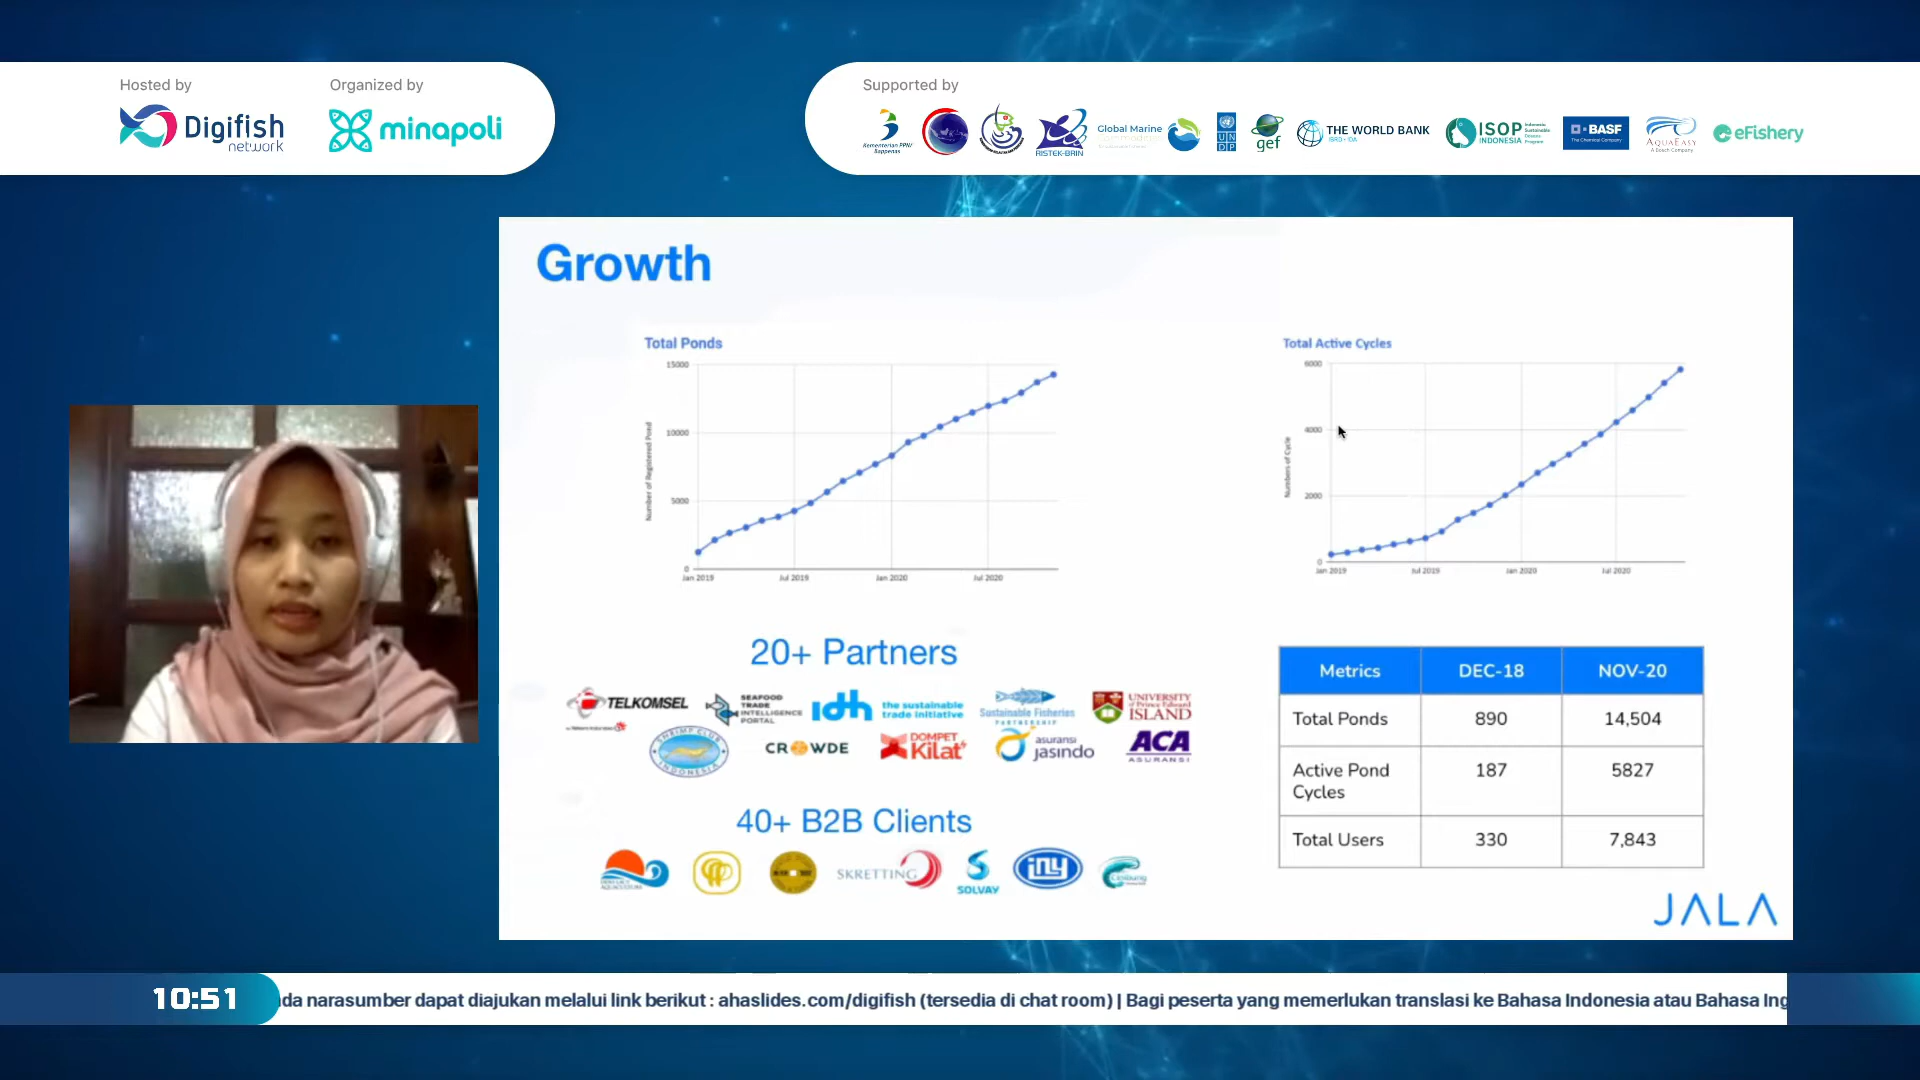 Hosted by
Digifish
network
Organized by
minapoli
Supported by
Kementerian PPN/
Bappenas
RISTEK-BRIN
Global Marine
UN
DP
gef
THE WORLD BANK
IBRD • IDA
ISOP
INDONESIA
BASF
The Chemical Company
AQUAEASY
A Bosch Company
eFishery
Growth
Total Ponds
Number of Registered Pond
15000
10000
5000
0
Jan 2019
Jul 2019
Jan 2020
Jul 2020
Total Active Cycles
Numbers of Cycle
6000
4000
2000
0
Jan 2019
Jul 2019
Jan 2020
Jul 2020
20+ Partners
TELKOMSEL
SEAFOOD
TRADE
INTELLIGENCE
PORTAL
idh
the sustainable
trade initiative
Sustainable Fisheries
PARTNERSHIP
UNIVERSITY
of Prince Edward
ISLAND
SHRIMP CLUB
INDONESIA
CROWDE
DOMPET
Kilat
asuransi
jasindo
ACA
ASURANSI
40+ B2B Clients
SKRETTING
SOLVAY
Metrics DEC-18 NOV-20
Total Ponds 890 14,504
Active Pond Cycles 187 5827
Total Users 330 7,843
JALA
10:51
da narasumber dapat diajukan melalui link berikut : ahaslides.com/digifish (tersedia di chat room) | Bagi peserta yang memerlukan translasi ke Bahasa Indonesia atau Bahasa Ing